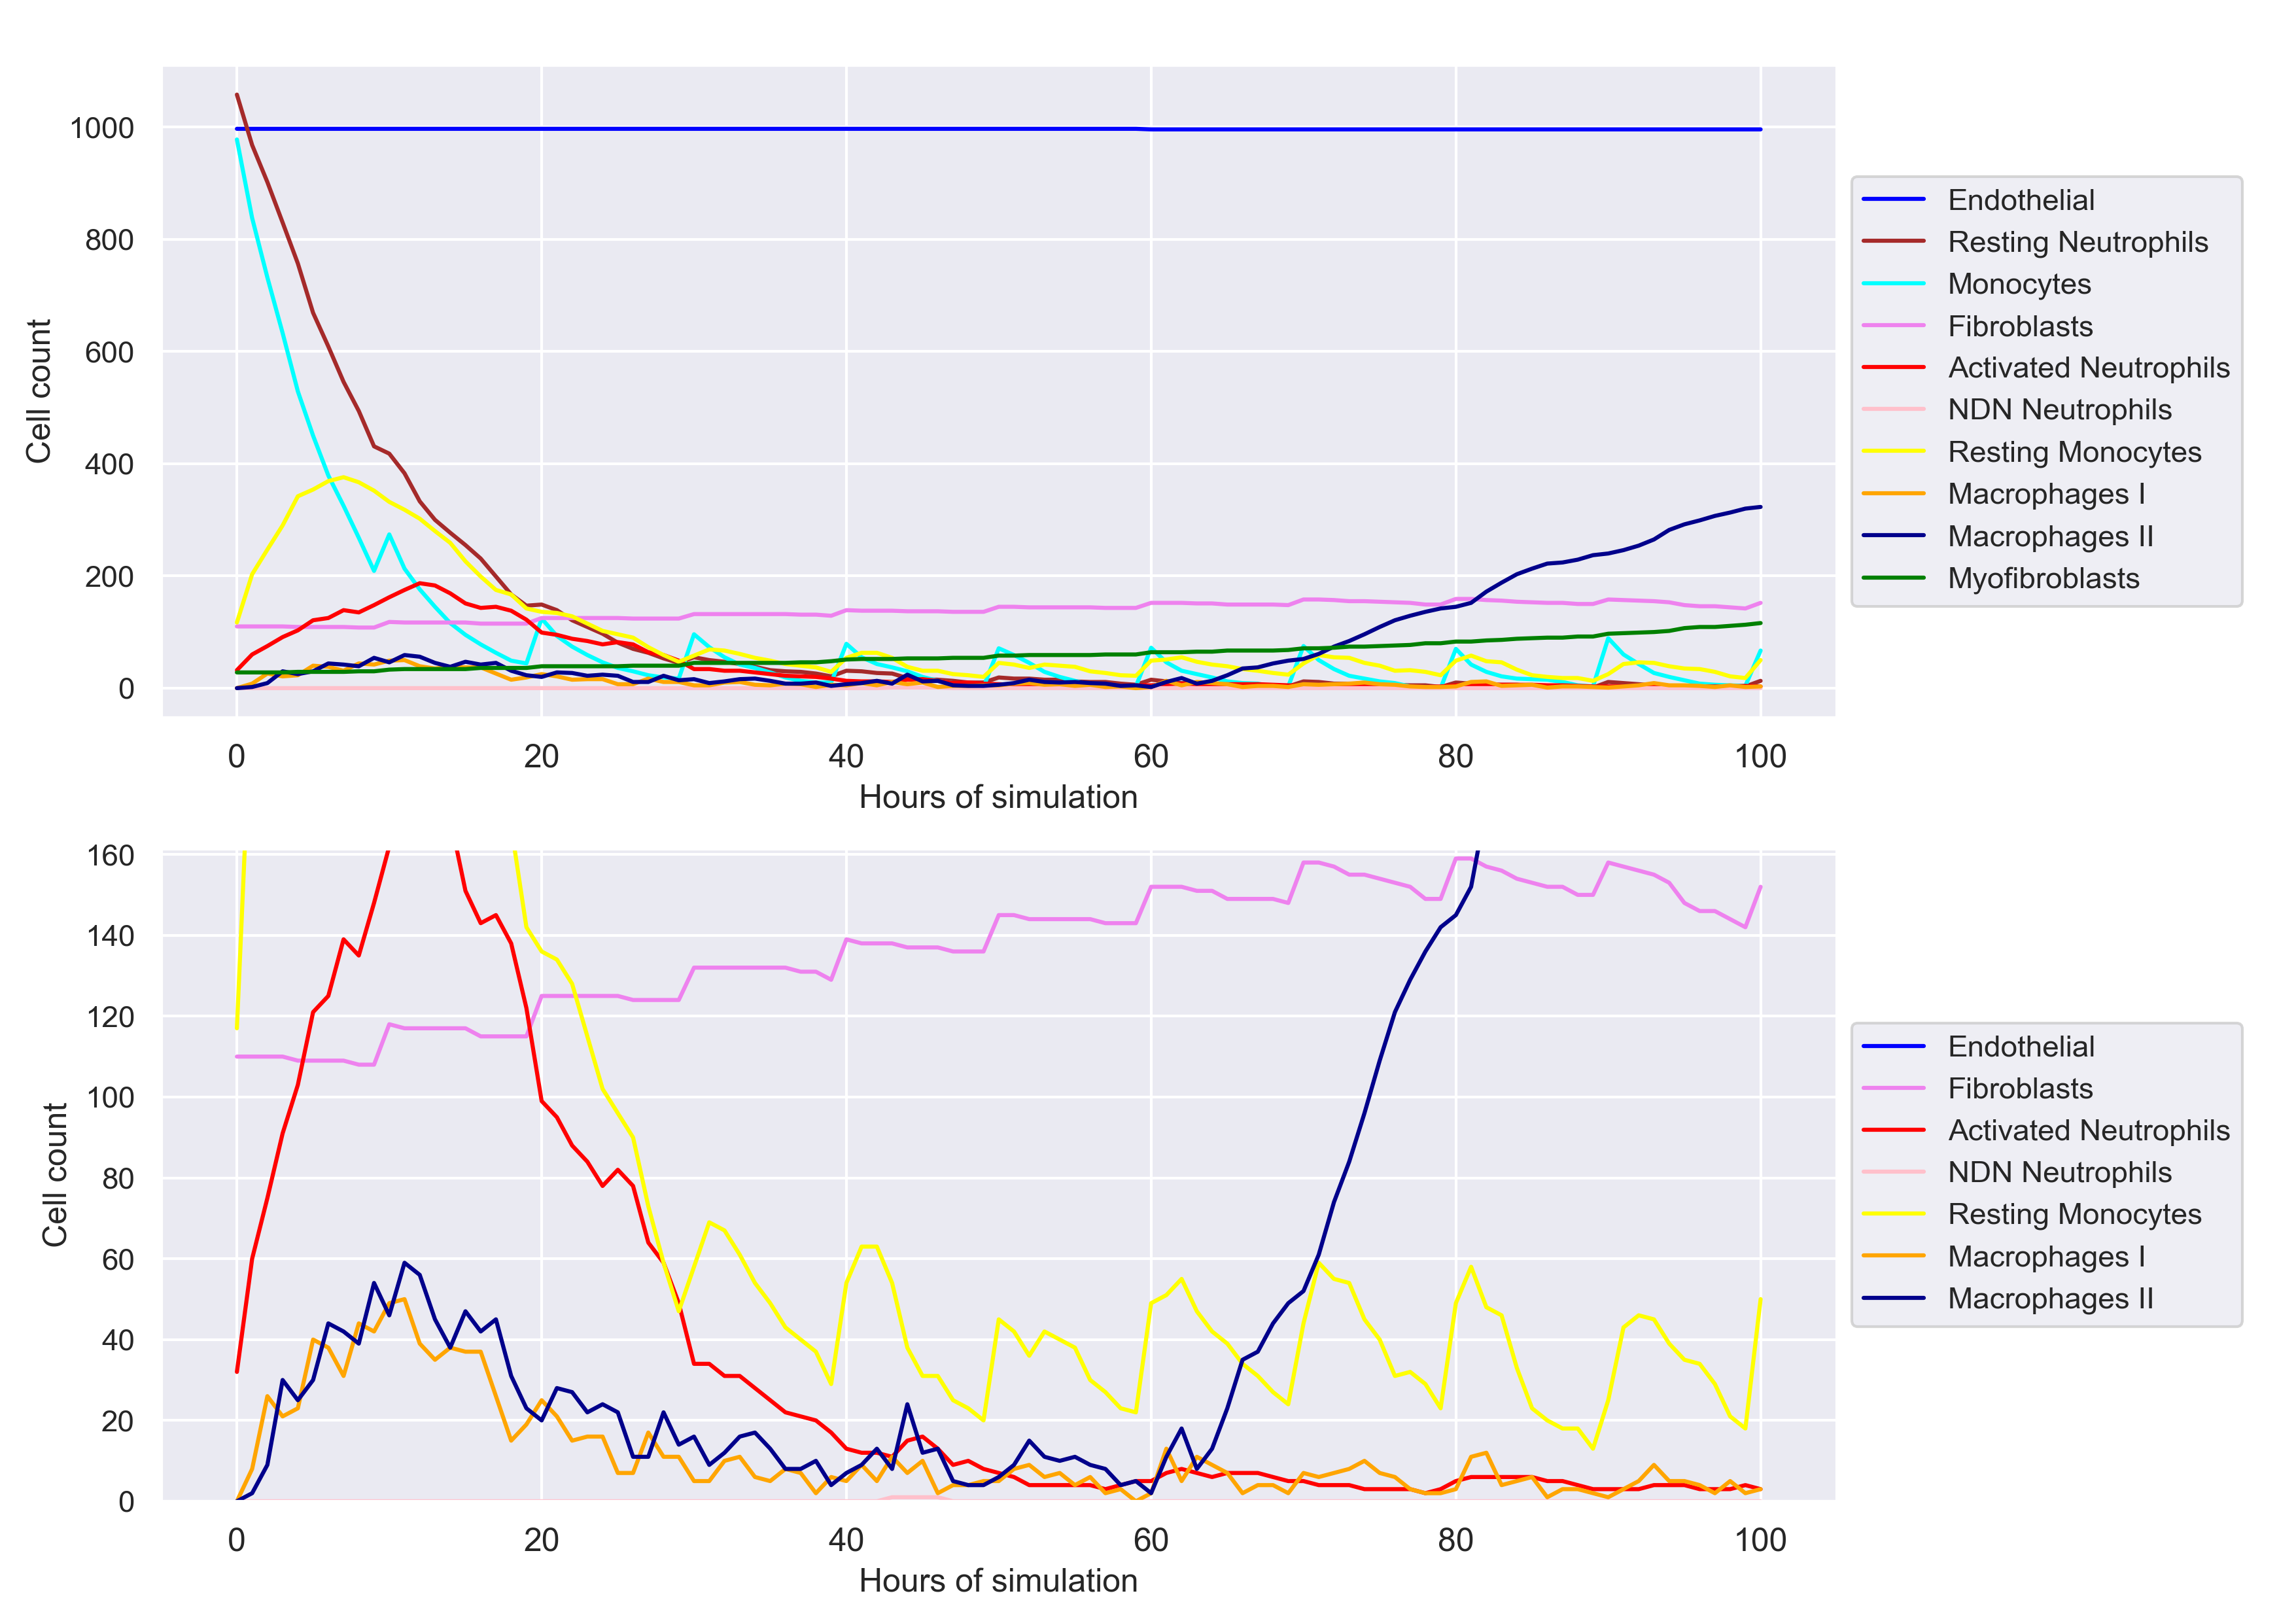 1000
800
600
400
200
0
Cell count
0 20 40 60 80 100
Hours of simulation
Endothelial
Resting Neutrophils
Monocytes
Fibroblasts
Activated Neutrophils
NDN Neutrophils
Resting Monocytes
Macrophages I
Macrophages II
Myofibroblasts
160
140
120
100
80
60
40
20
0
Cell count
0 20 40 60 80 100
Hours of simulation
Endothelial
Fibroblasts
Activated Neutrophils
NDN Neutrophils
Resting Monocytes
Macrophages I
Macrophages II